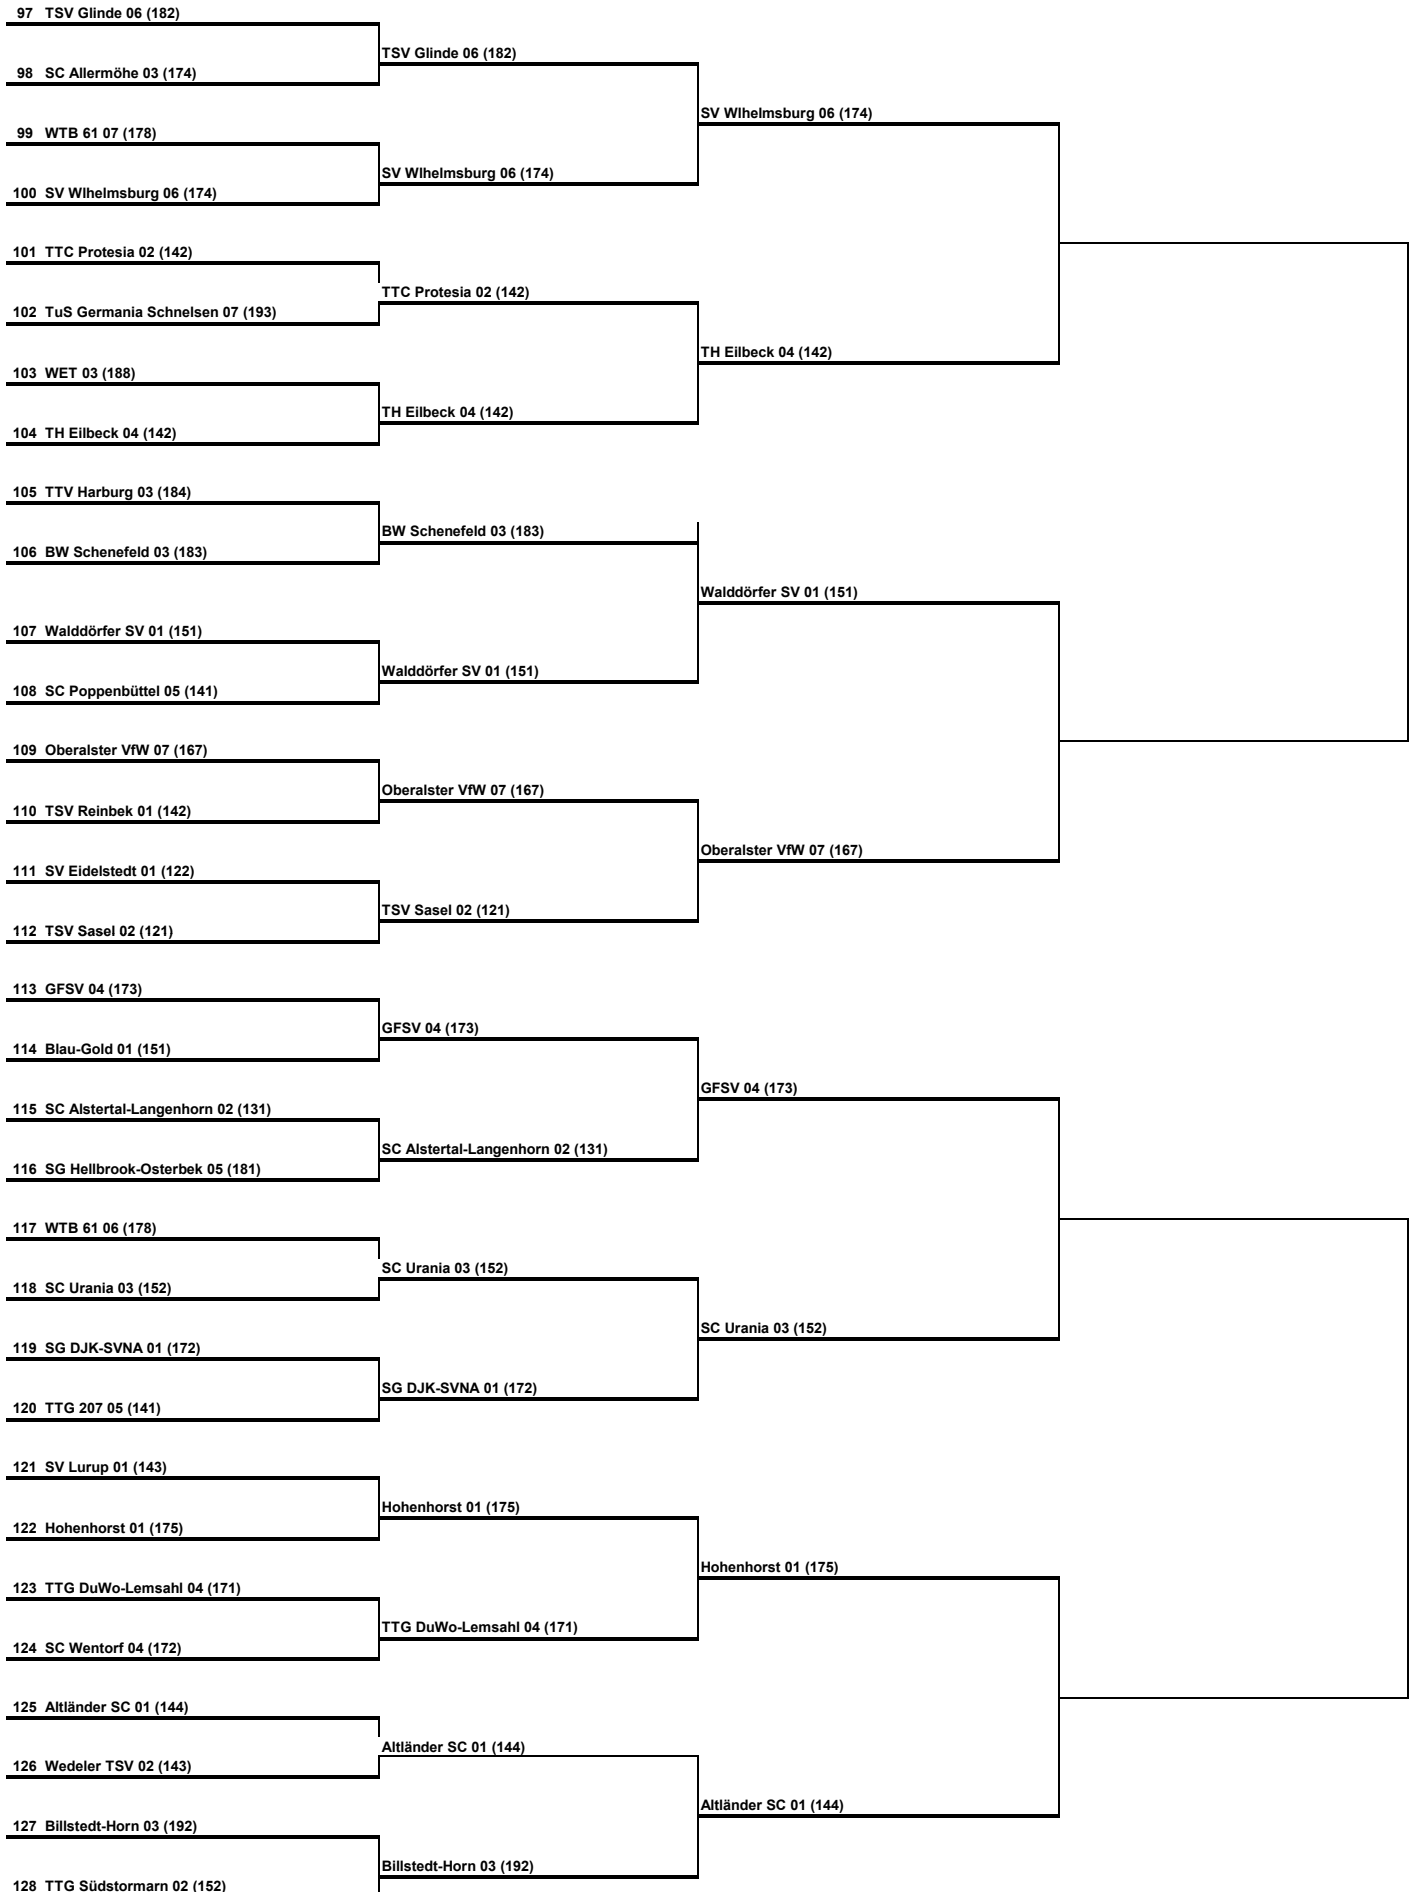 97 TSV Glinde 06 (182)
TSV Glinde 06 (182)
98 SC Allermöhe 03 (174)
SV Wlhelmsburg 06 (174)
99 WTB 61 07 (178)
SV Wlhelmsburg 06 (174)
100 SV Wlhelmsburg 06 (174)
101 TTC Protesia 02 (142)
TTC Protesia 02 (142)
102 TuS Germania Schnelsen 07 (193)
TH Eilbeck 04 (142)
103 WET 03 (188)
TH Eilbeck 04 (142)
104 TH Eilbeck 04 (142)
105 TTV Harburg 03 (184)
BW Schenefeld 03 (183)
106 BW Schenefeld 03 (183)
Walddörfer SV 01 (151)
107 Walddörfer SV 01 (151)
Walddörfer SV 01 (151)
108 SC Poppenbüttel 05 (141)
109 Oberalster VfW 07 (167)
Oberalster VfW 07 (167)
110 TSV Reinbek 01 (142)
Oberalster VfW 07 (167)
111 SV Eidelstedt 01 (122)
TSV Sasel 02 (121)
112 TSV Sasel 02 (121)
113 GFSV 04 (173)
GFSV 04 (173)
114 Blau-Gold 01 (151)
GFSV 04 (173)
115 SC Alstertal-Langenhorn 02 (131)
SC Alstertal-Langenhorn 02 (131)
116 SG Hellbrook-Osterbek 05 (181)
117 WTB 61 06 (178)
SC Urania 03 (152)
118 SC Urania 03 (152)
SC Urania 03 (152)
119 SG DJK-SVNA 01 (172)
SG DJK-SVNA 01 (172)
120 TTG 207 05 (141)
121 SV Lurup 01 (143)
Hohenhorst 01 (175)
122 Hohenhorst 01 (175)
Hohenhorst 01 (175)
123 TTG DuWo-Lemsahl 04 (171)
TTG DuWo-Lemsahl 04 (171)
124 SC Wentorf 04 (172)
125 Altländer SC 01 (144)
Altländer SC 01 (144)
126 Wedeler TSV 02 (143)
Altländer SC 01 (144)
127 Billstedt-Horn 03 (192)
Billstedt-Horn 03 (192)
128 TTG Südstormarn 02 (152)